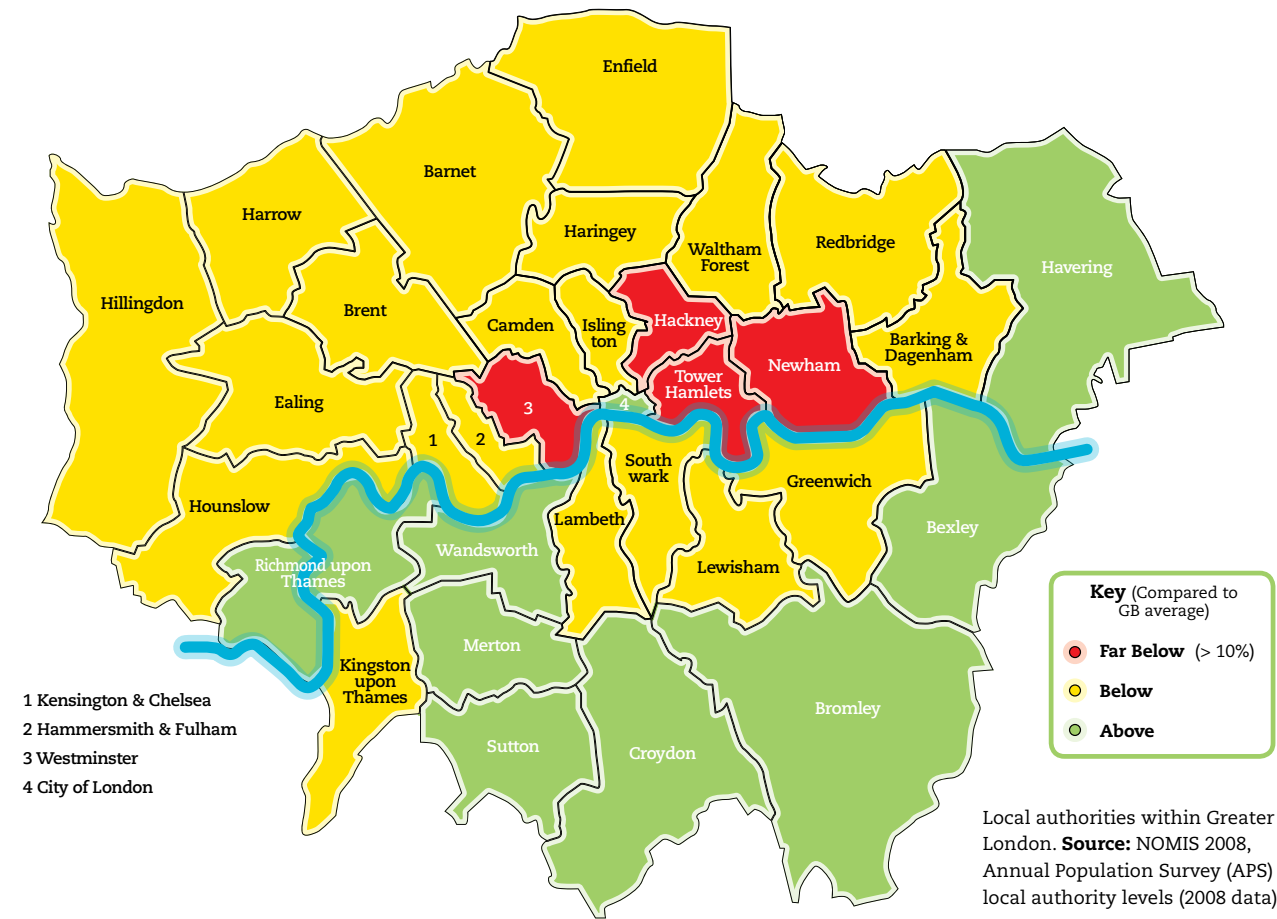 Enfield
Barnet
Harrow
Haringey
Waltham
Forest
Redbridge
Havering
Hillingdon
Brent
Camden
Isling
ton
Hackney
Barking &
Dagenham
Newham
Tower
Hamlets
Ealing
3
4
1
2
South
wark
Greenwich
Hounslow
Lambeth
Bexley
Wandsworth
Richmond upon
Thames
Lewisham
Merton
Kingston
upon
Thames
Bromley
Sutton
Croydon
Key (Compared to
GB average)
Far Below (> 10%)
Below
Above
1 Kensington & Chelsea
2 Hammersmith & Fulham
3 Westminster
4 City of London
Local authorities within Greater
London. Source: NOMIS 2008,
Annual Population Survey (APS)
local authority levels (2008 data)